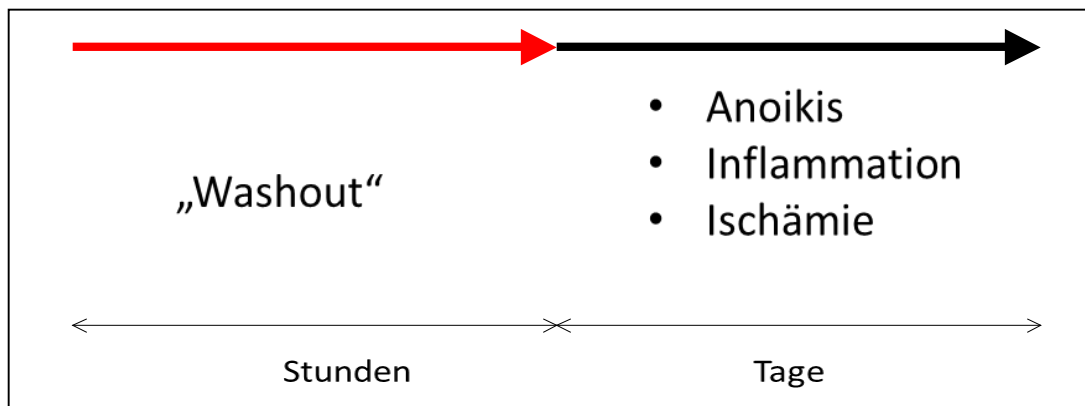 „Washout“
• Anoikis
• Inflammation
• Ischämie
Stunden
Tage